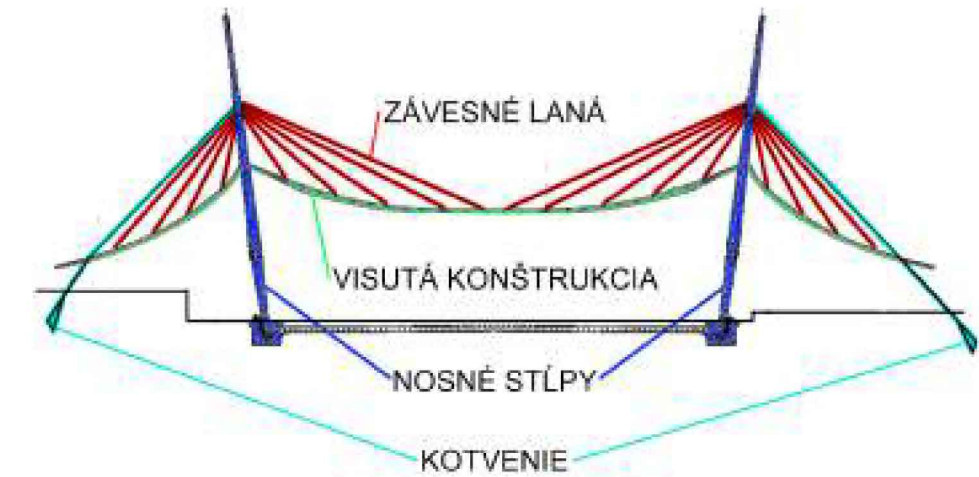 ZÁVESNÉ LANÁ
VISUTÁ KONŠTRUKCIA
NOSNÉ STĹPY
KOTVENIE